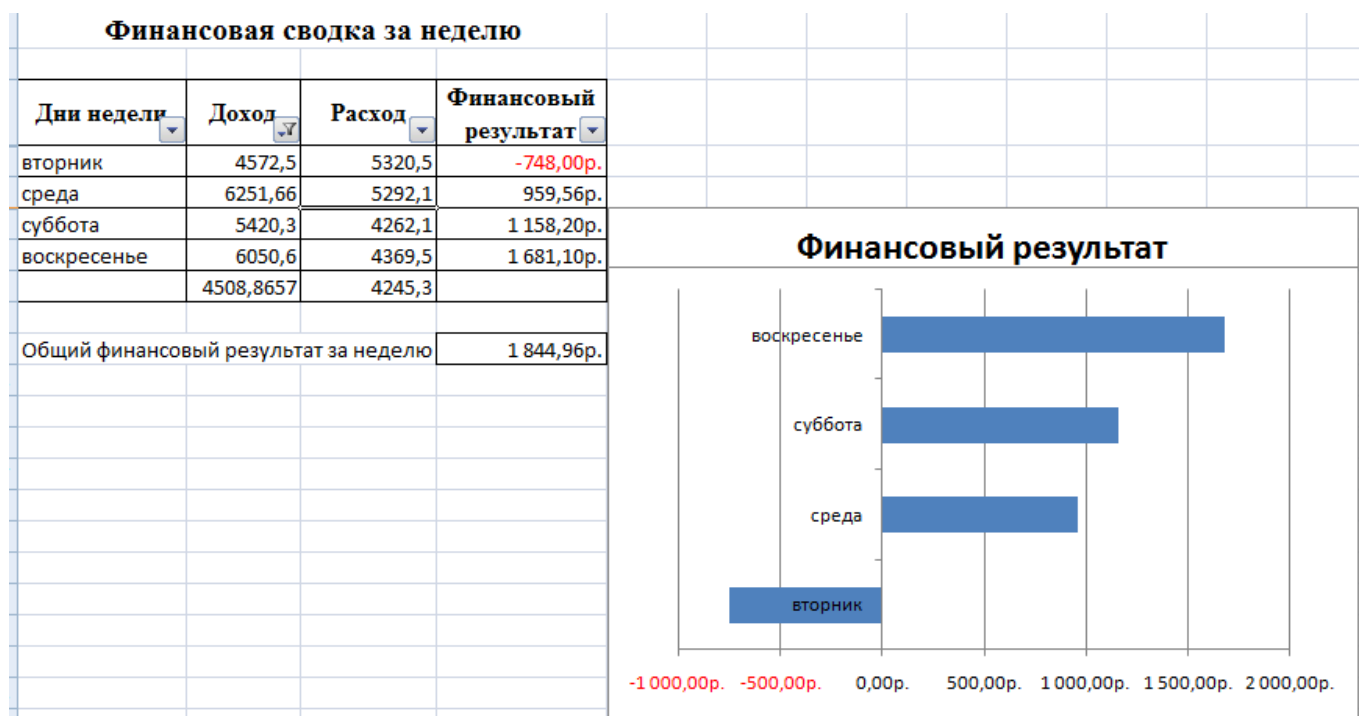 Финансовая сводка за неделю
Дни недели Доход Расход Финансовый результат
вторник 4572,5 5320,5 -748,00р.
среда 6251,66 5292,1 959,56р.
суббота 5420,3 4262,1 1 158,20р.
воскресенье 6050,6 4369,5 1 681,10р.
4508,8657 4245,3
Общий финансовый результат за неделю 1 844,96р.
Финансовый результат
воскресенье
суббота
среда
вторник
-1 000,00р. -500,00р. 0,00р. 500,00р. 1 000,00р. 1 500,00р. 2 000,00р.